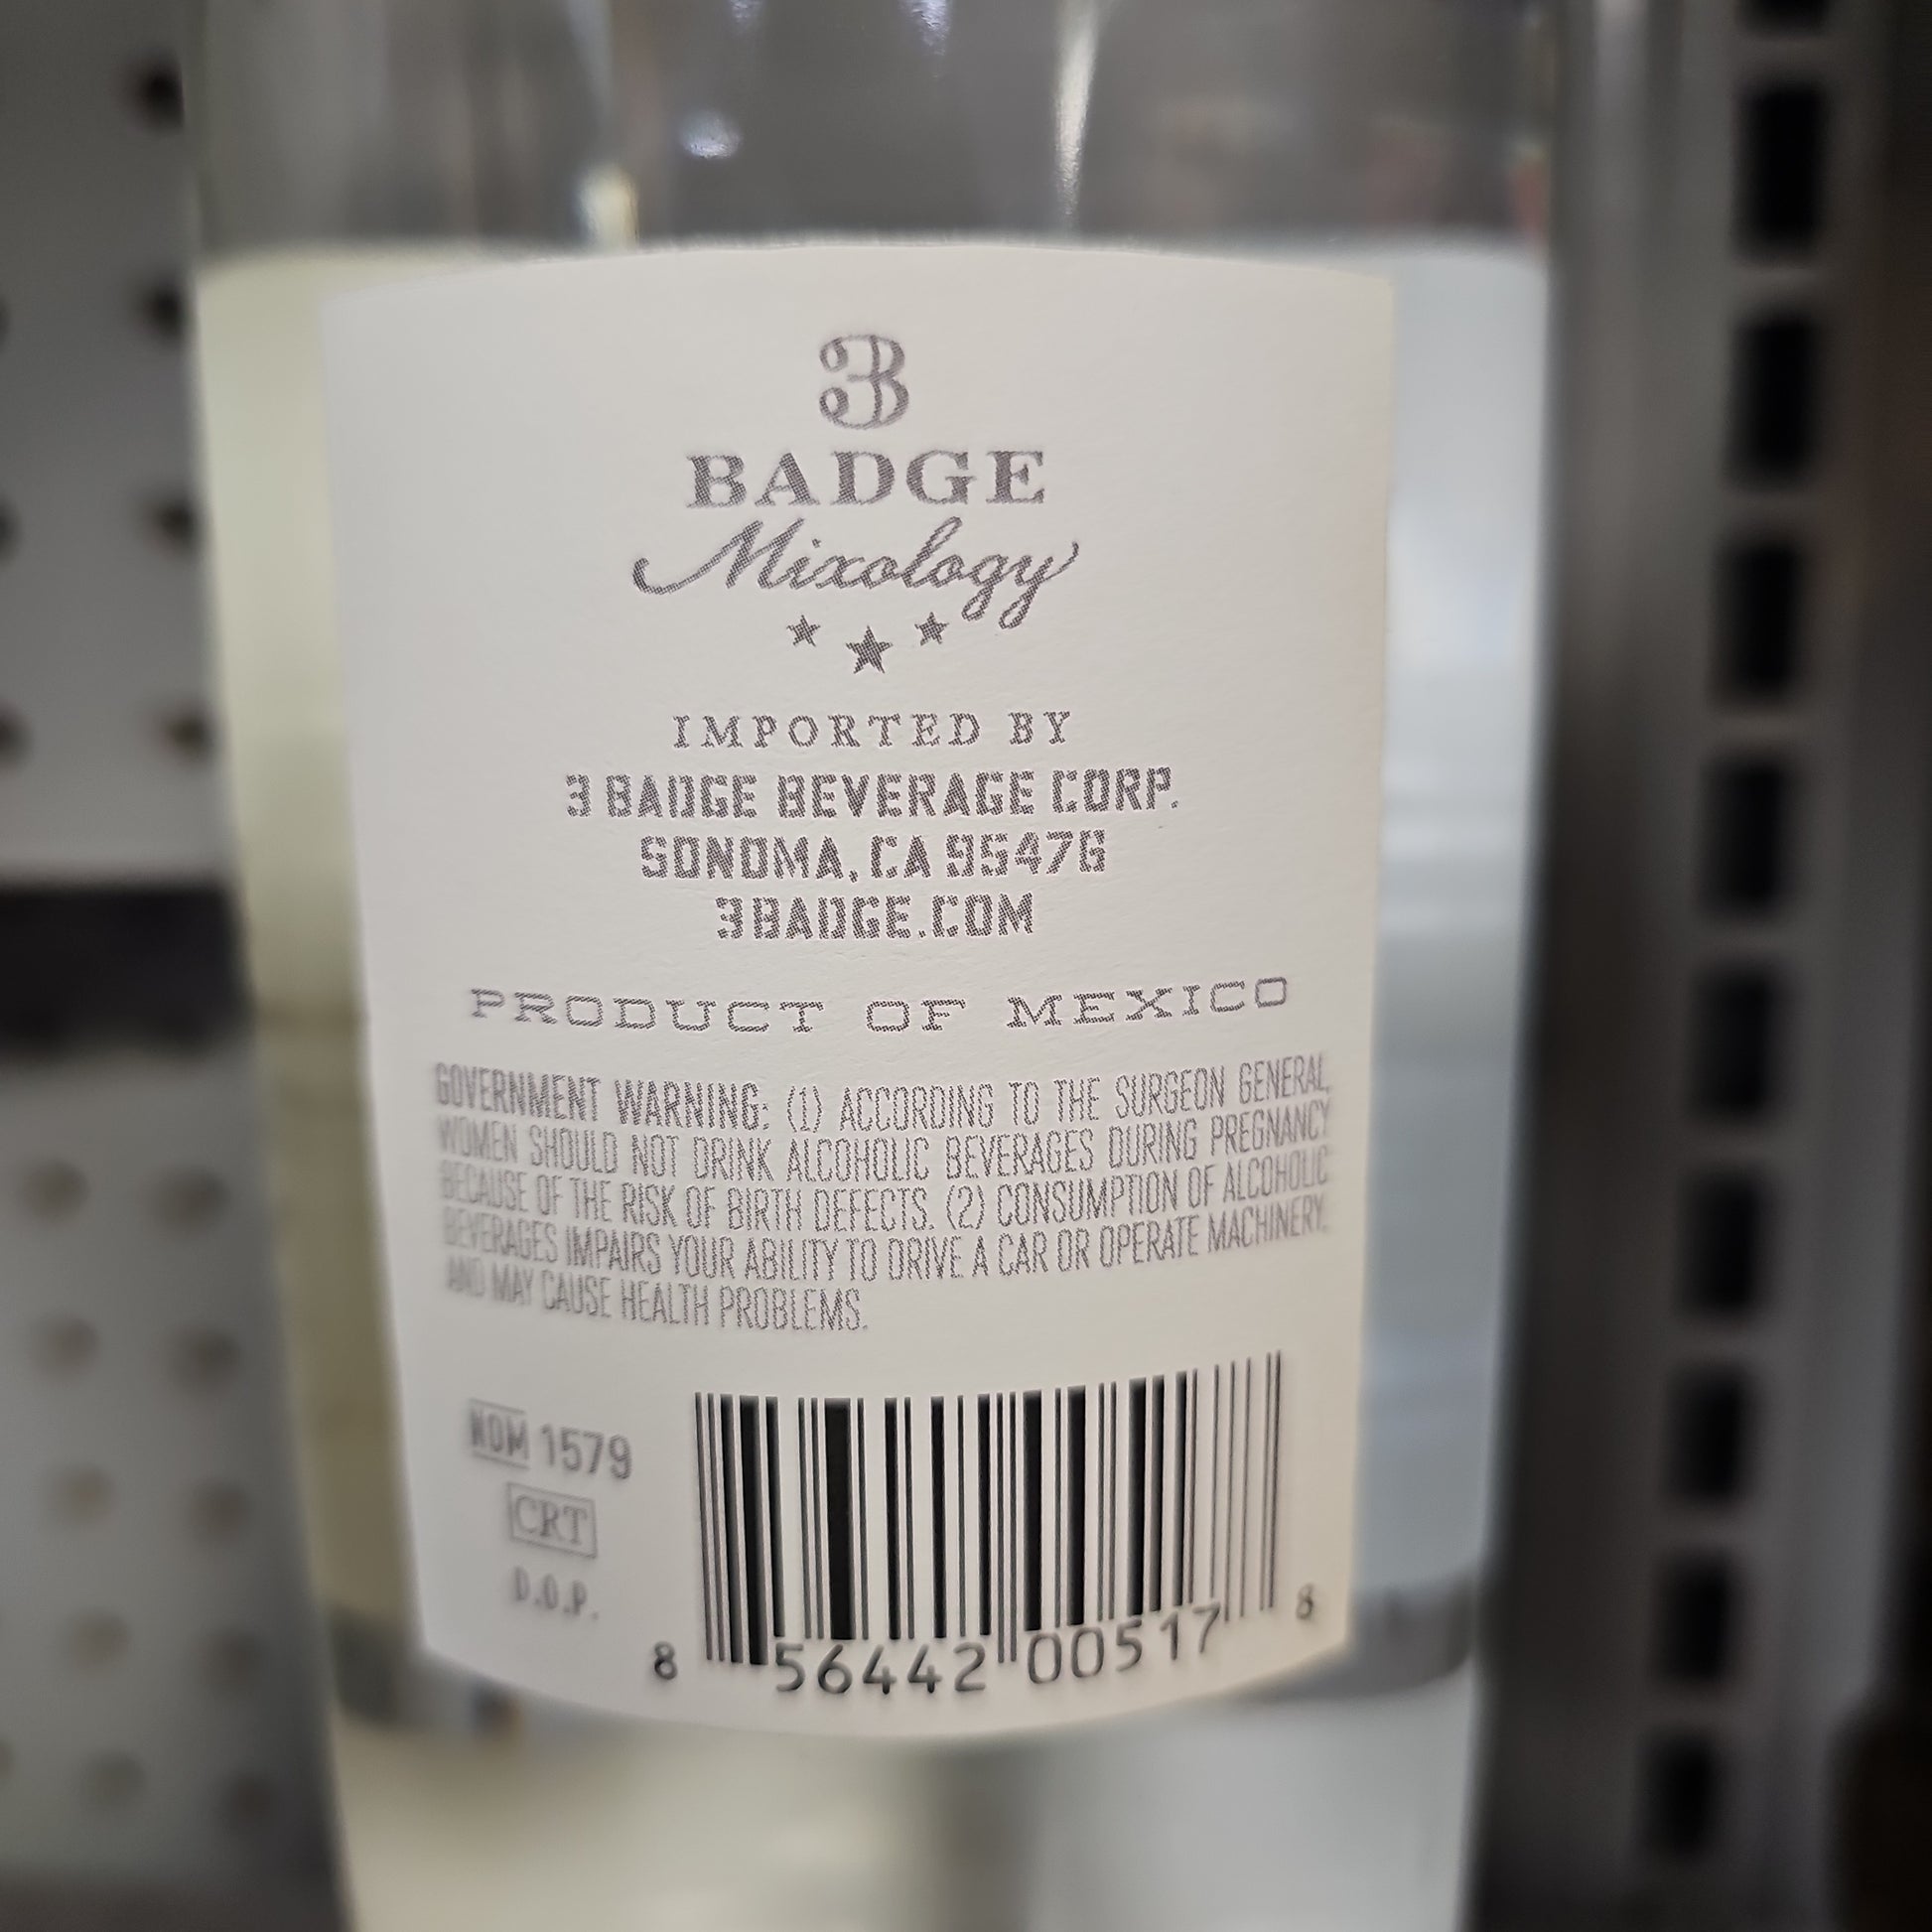 3
BADGE
Mixology
IMPORTED BY
3 BADGE BEVERAGE CORP.
SONOMA, CA 95476
3BADGE.COM
PRODUCT OF MEXICO
GOVERNMENT WARNING: (1) ACCORDING TO THE SURGEON GENERAL,
WOMEN SHOULD NOT DRINK ALCOHOLIC BEVERAGES DURING PREGNANCY
BECAUSE OF THE RISK OF BIRTH DEFECTS. (2) CONSUMPTION OF ALCOHOLIC
BEVERAGES IMPAIRS YOUR ABILITY TO DRIVE A CAR OR OPERATE MACHINERY,
AND MAY CAUSE HEALTH PROBLEMS.
NOM 1579
CRT
D.O.P.
8 56442 00517 8